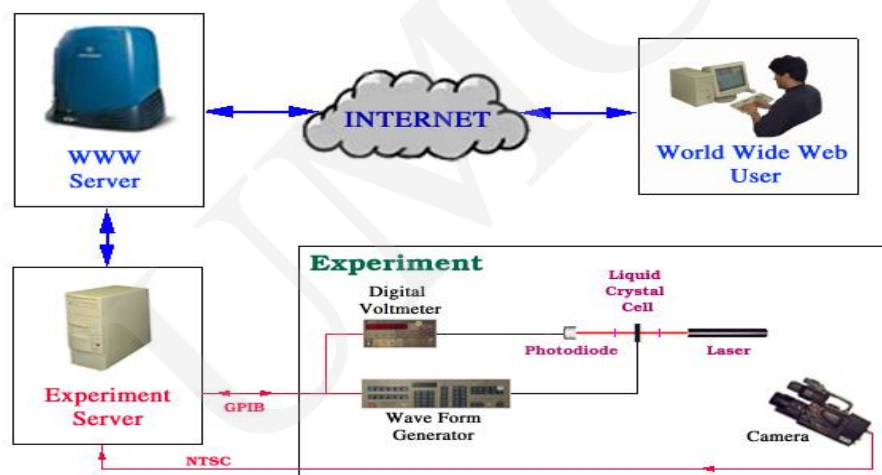 WWW
Server
INTERNET
World Wide Web
User
Experiment
Server
GPIB
NTSC
Experiment
Digital
Voltmeter
Liquid
Crystal
Cell
Photodiode
Laser
Wave Form
Generator
Camera
UMC